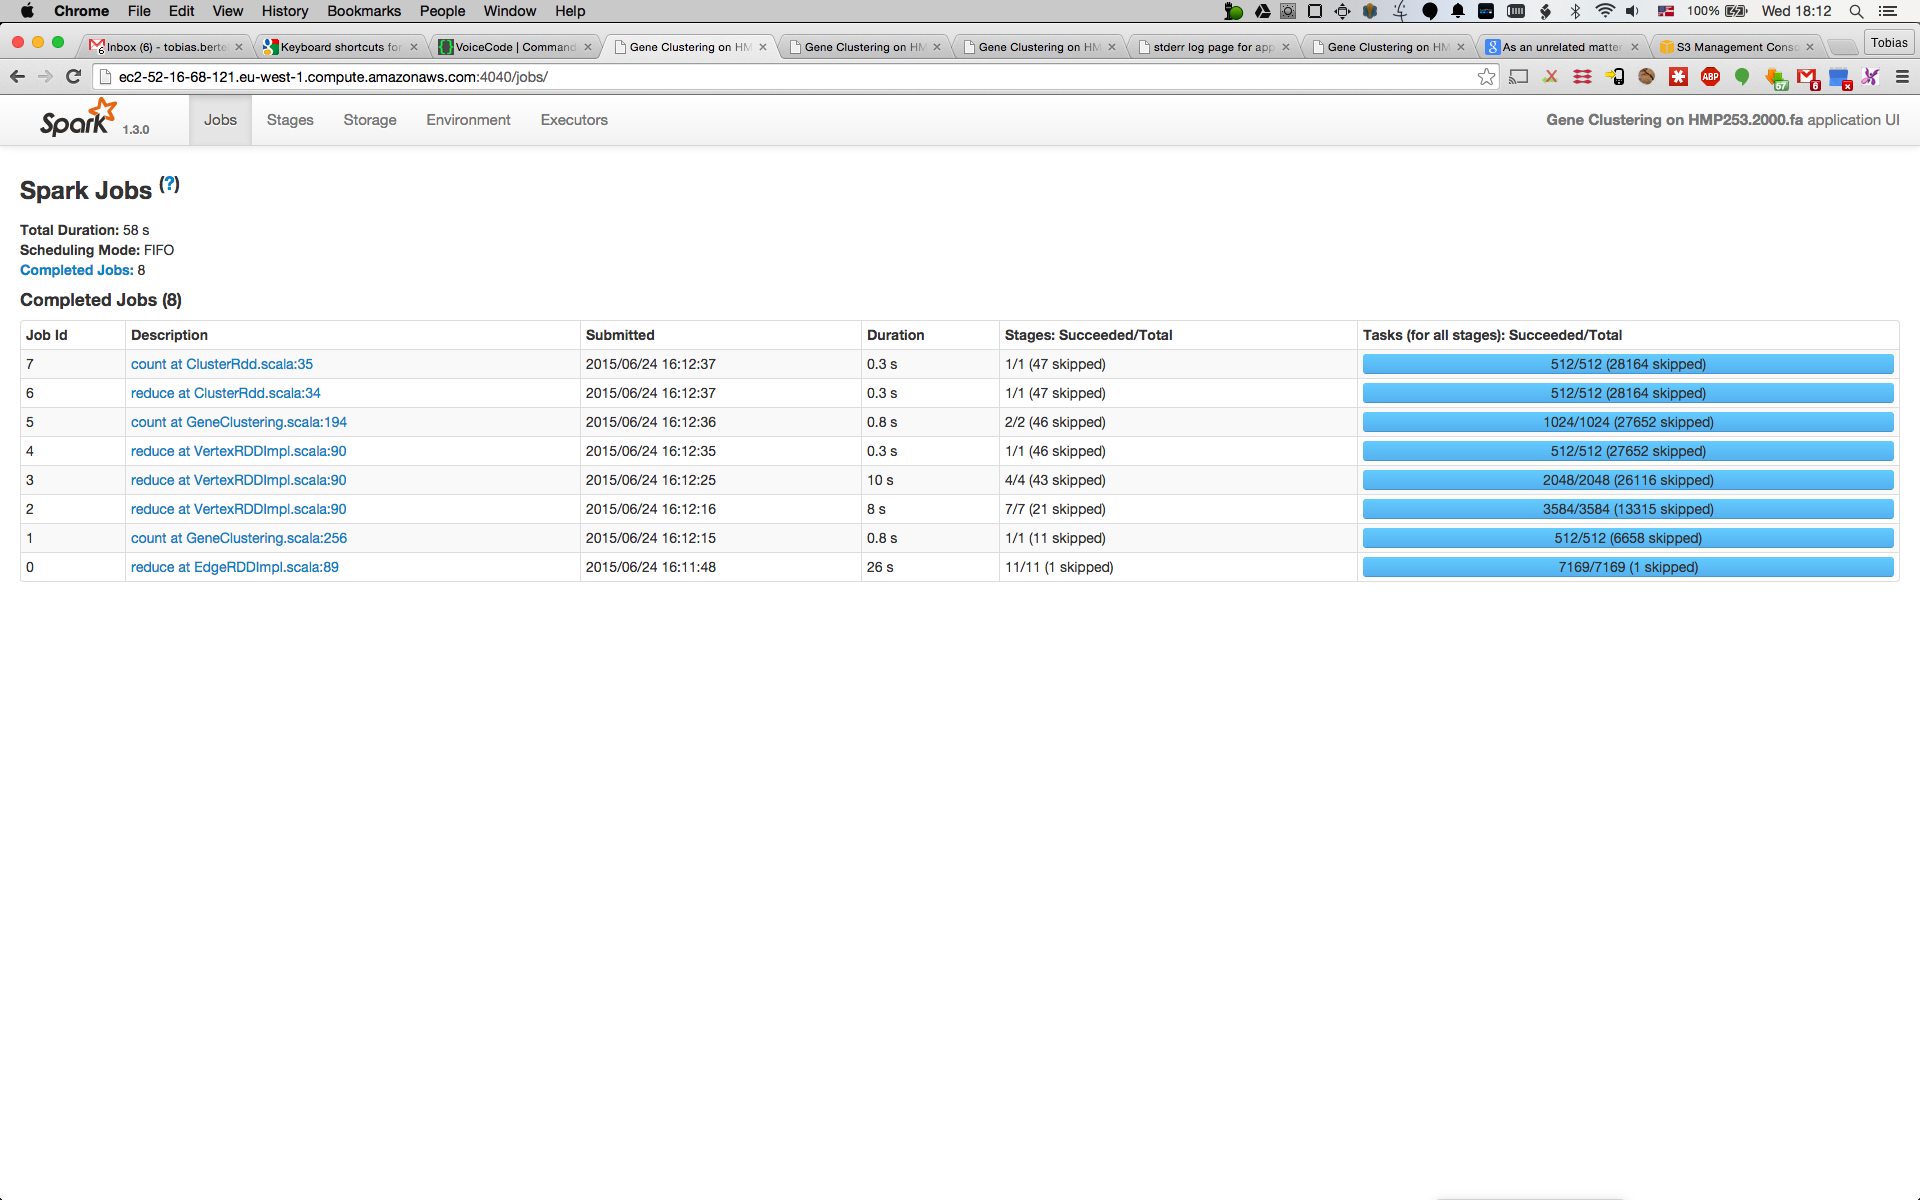 Chrome File Edit View History Bookmarks People Window Help 100% Wed 18:12
Inbox (6) - tobias.berte Keyboard shortcuts for VoiceCode | Command Gene Clustering on HM Gene Clustering on HM Gene Clustering on HM stderr log page for app Gene Clustering on HM As an unrelated matter S3 Management Conso Tobias
ec2-52-16-68-121.eu-west-1.compute.amazonaws.com:4040/jobs/ ABP 67 6 x
Spark 1.3.0 Jobs Stages Storage Environment Executors Gene Clustering on HMP253.2000.fa application UI
Spark Jobs (?)
Total Duration: 58 s
Scheduling Mode: FIFO
Completed Jobs: 8
Completed Jobs (8)
Job Id Description Submitted Duration Stages: Succeeded/Total Tasks (for all stages): Succeeded/Total
7 count at ClusterRdd.scala:35 2015/06/24 16:12:37 0.3 s 1/1 (47 skipped) 512/512 (28164 skipped)
6 reduce at ClusterRdd.scala:34 2015/06/24 16:12:37 0.3 s 1/1 (47 skipped) 512/512 (28164 skipped)
5 count at GeneClustering.scala:194 2015/06/24 16:12:36 0.8 s 2/2 (46 skipped) 1024/1024 (27652 skipped)
4 reduce at VertexRDDImpl.scala:90 2015/06/24 16:12:35 0.3 s 1/1 (46 skipped) 512/512 (27652 skipped)
3 reduce at VertexRDDImpl.scala:90 2015/06/24 16:12:25 10 s 4/4 (43 skipped) 2048/2048 (26116 skipped)
2 reduce at VertexRDDImpl.scala:90 2015/06/24 16:12:16 8 s 7/7 (21 skipped) 3584/3584 (13315 skipped)
1 count at GeneClustering.scala:256 2015/06/24 16:12:15 0.8 s 1/1 (11 skipped) 512/512 (6658 skipped)
0 reduce at EdgeRDDImpl.scala:89 2015/06/24 16:11:48 26 s 11/11 (1 skipped) 7169/7169 (1 skipped)